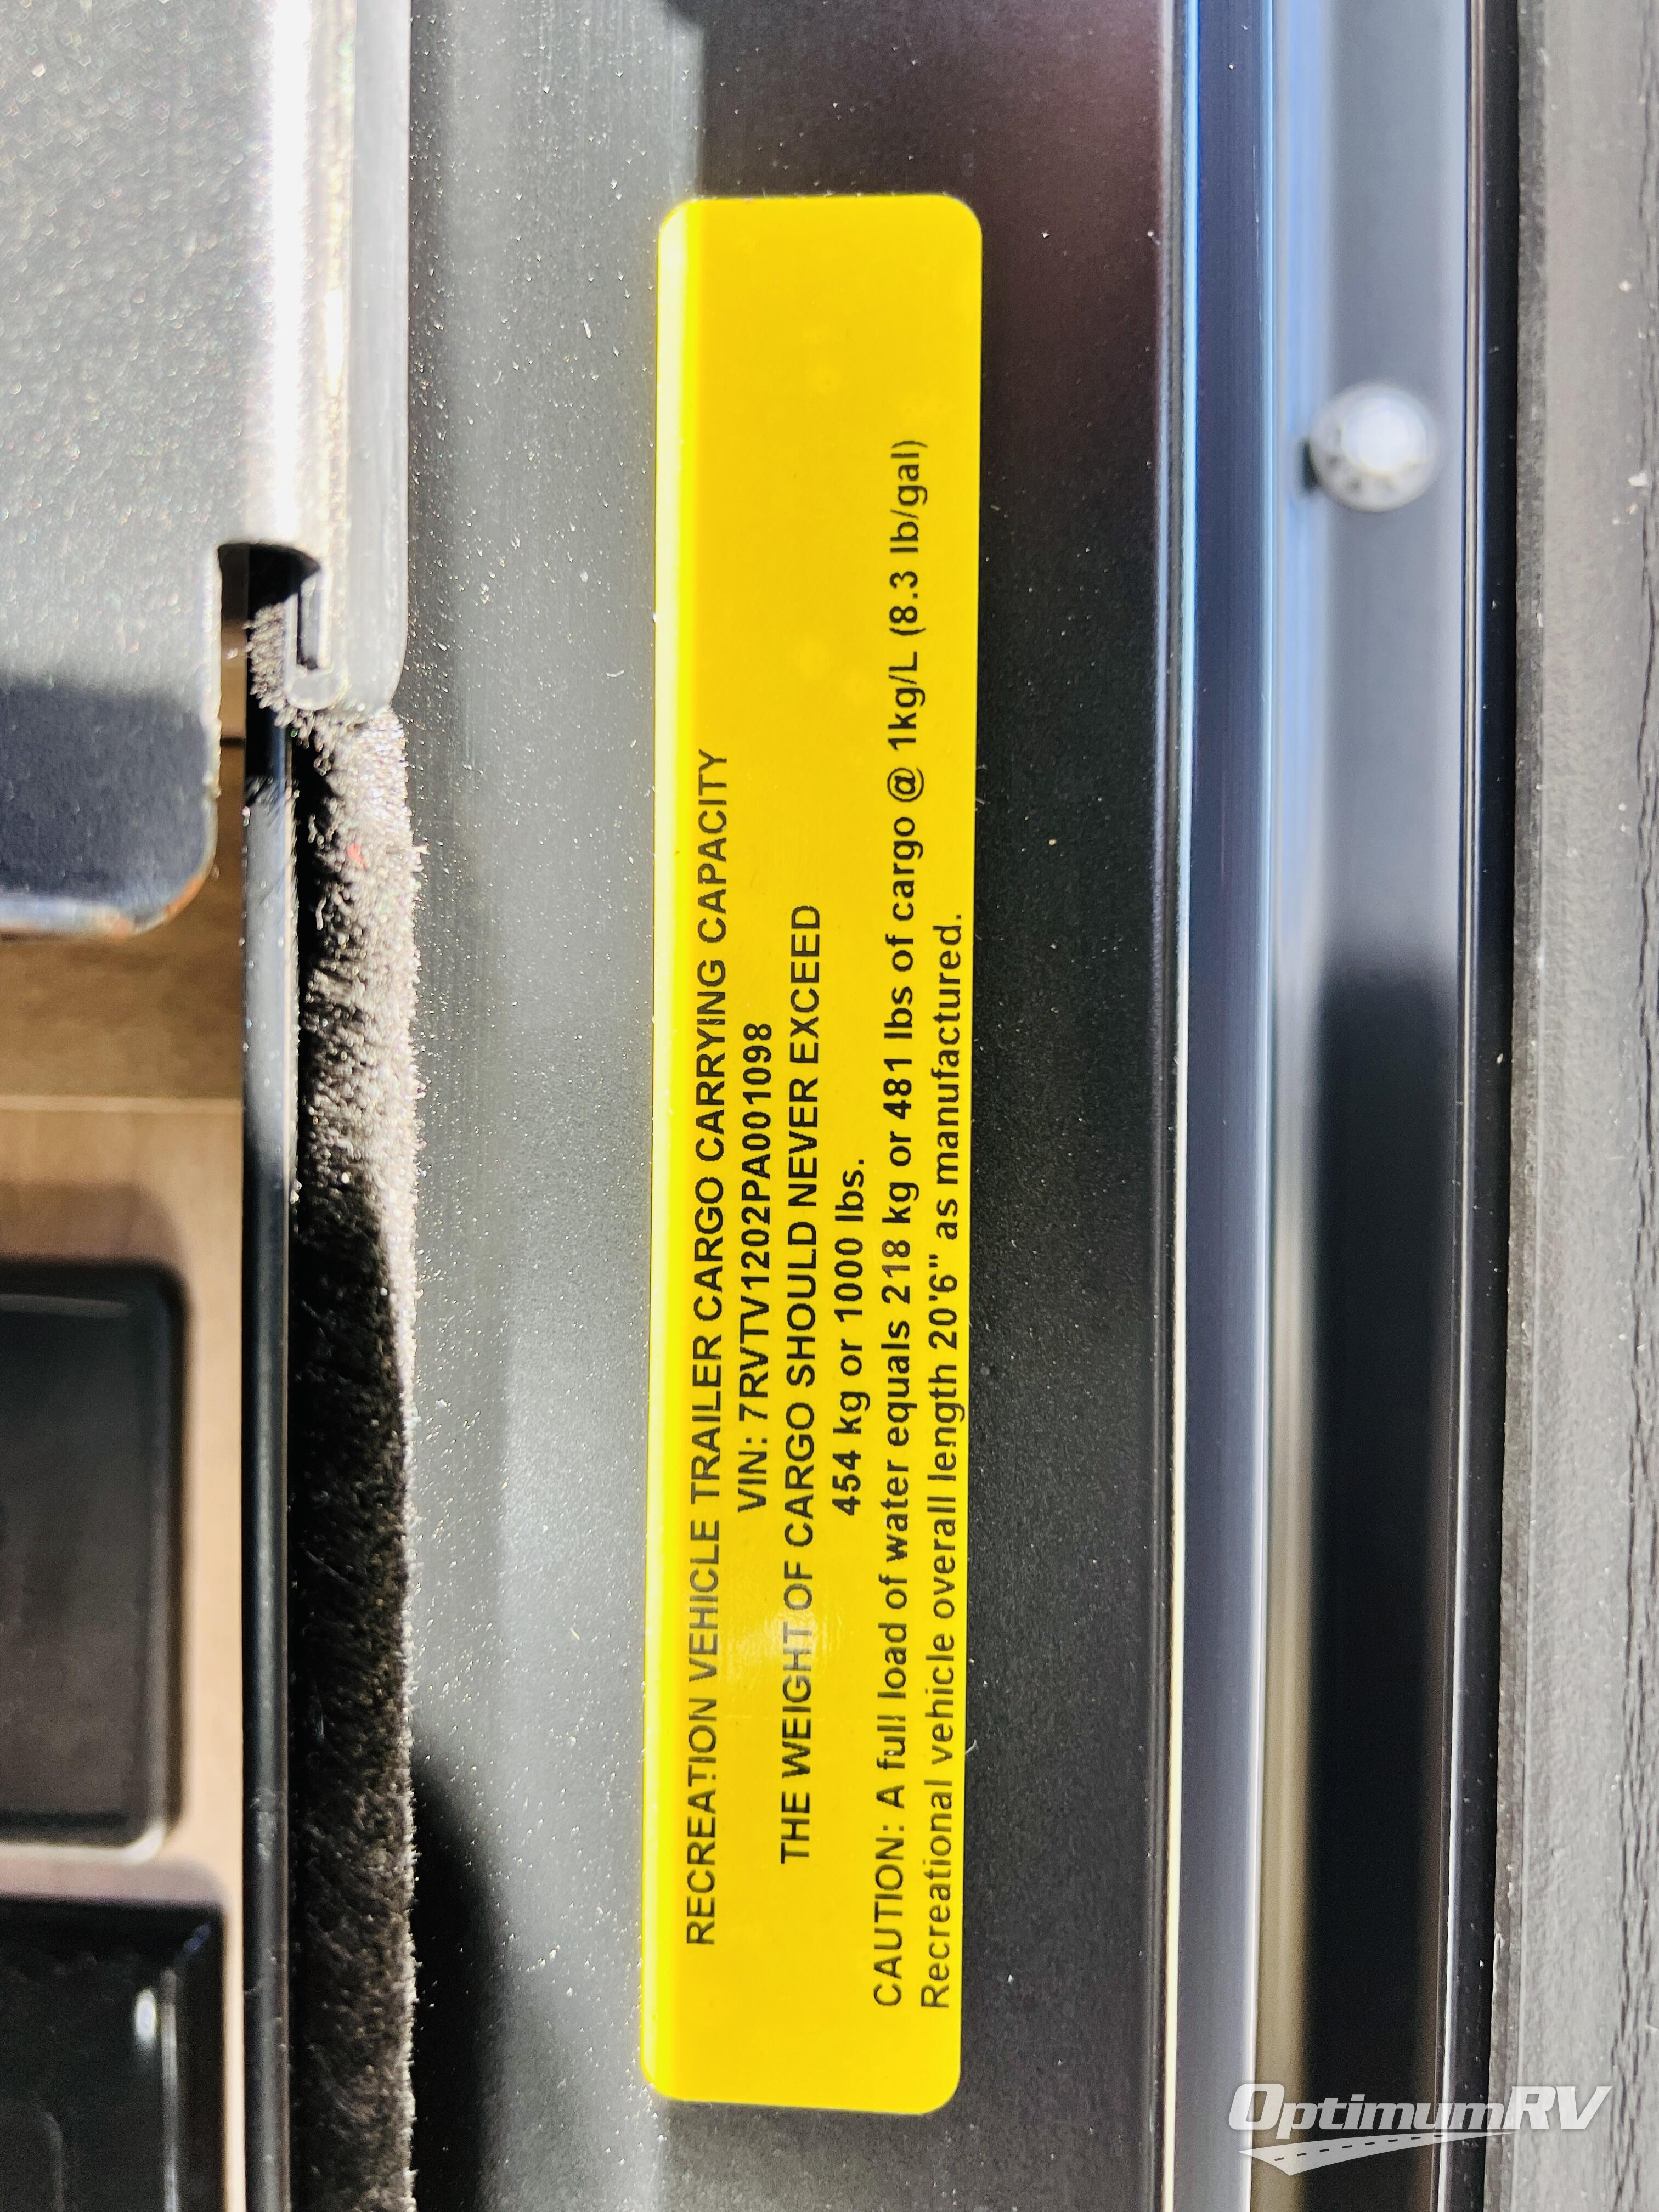 RECREATION VEHICLE TRAILER CARGO CARRYING CAPACITY
VIN: 7RVTV1202PA001098
THE WEIGHT OF CARGO SHOULD NEVER EXCEED
454 kg or 1000 lbs.
CAUTION: A full load of water equals 218 kg or 481 lbs of cargo @ 1kg/L (8.3 lb/gal)
Recreational vehicle overall length 20'6" as manufactured.
OptimumRV